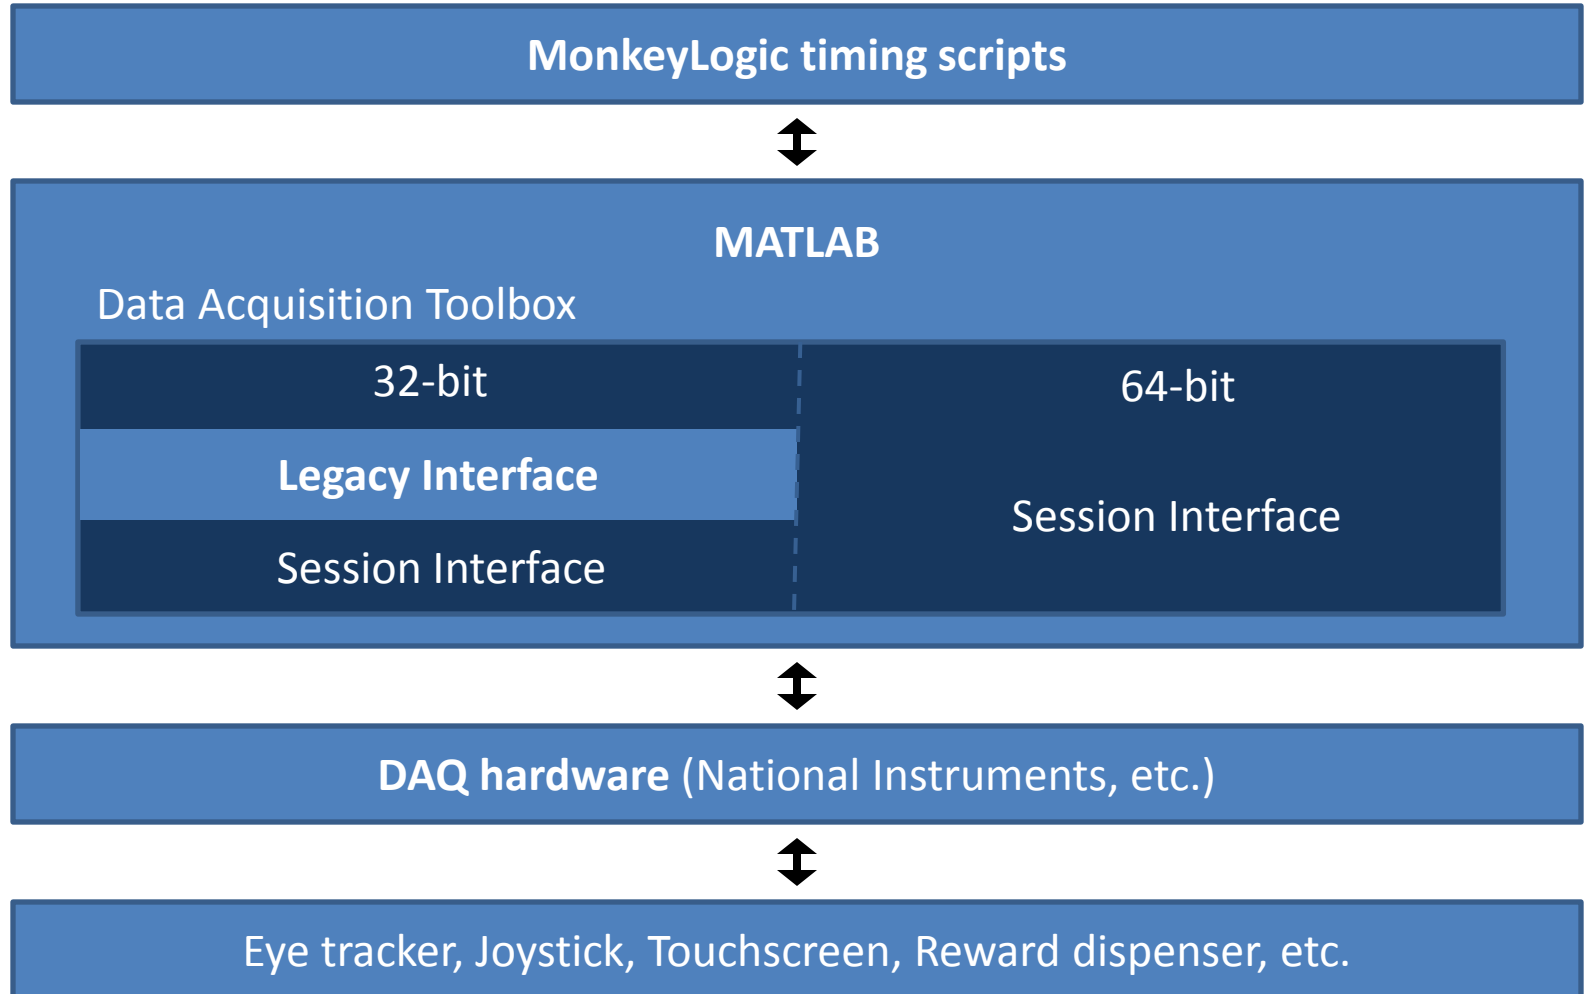 MonkeyLogic timing scripts
MATLAB
Data Acquisition Toolbox
32-bit
Legacy Interface
Session Interface
64-bit
Session Interface
DAQ hardware (National Instruments, etc.)
Eye tracker, Joystick, Touchscreen, Reward dispenser, etc.